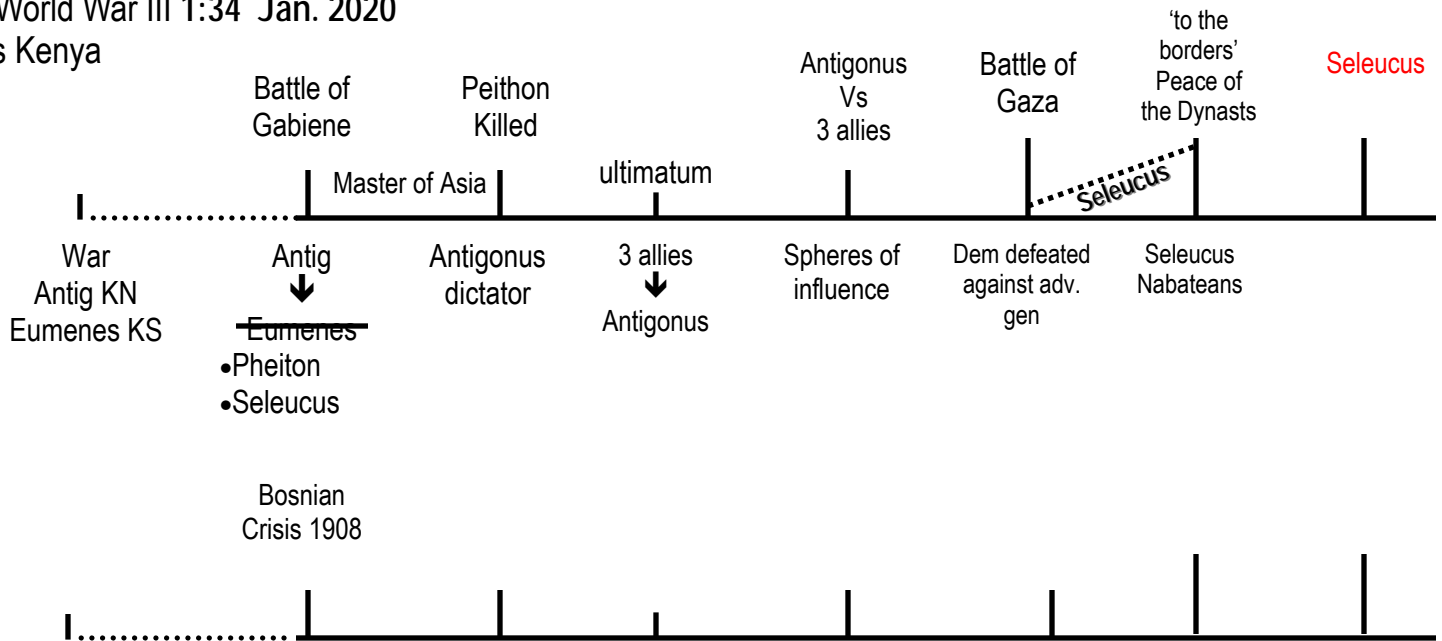 World War III 1:34 Jan. 2020
s Kenya
Battle of
Gabiene
Peithon
Killed
Antigonus
Vs
3 allies
Battle of
Gaza
'to the
borders'
Peace of
the Dynasts
Seleucus
Master of Asia
ultimatum
Seleucus
War
Antig KN
Eumenes KS
Antig
Eumenes
•Pheiton
•Seleucus
Antigonus
dictator
3 allies
Antigonus
Spheres of
influence
Dem defeated
against adv.
gen
Seleucus
Nabateans
Bosnian
Crisis 1908